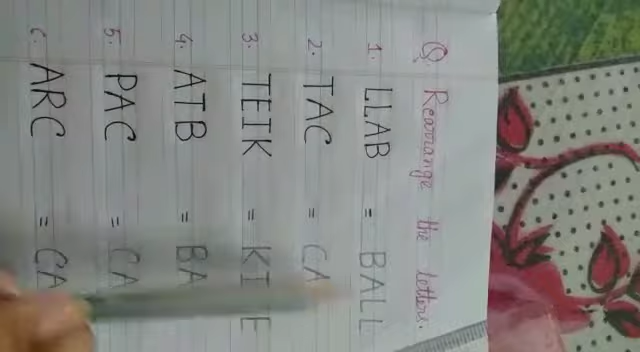 Q. Rearrange the letters.
1. LLAB = BALL
2. TAC = CA
3. TEIK = KI E
4. ATB = BA
5. PAC = CA
6. ARC = CA